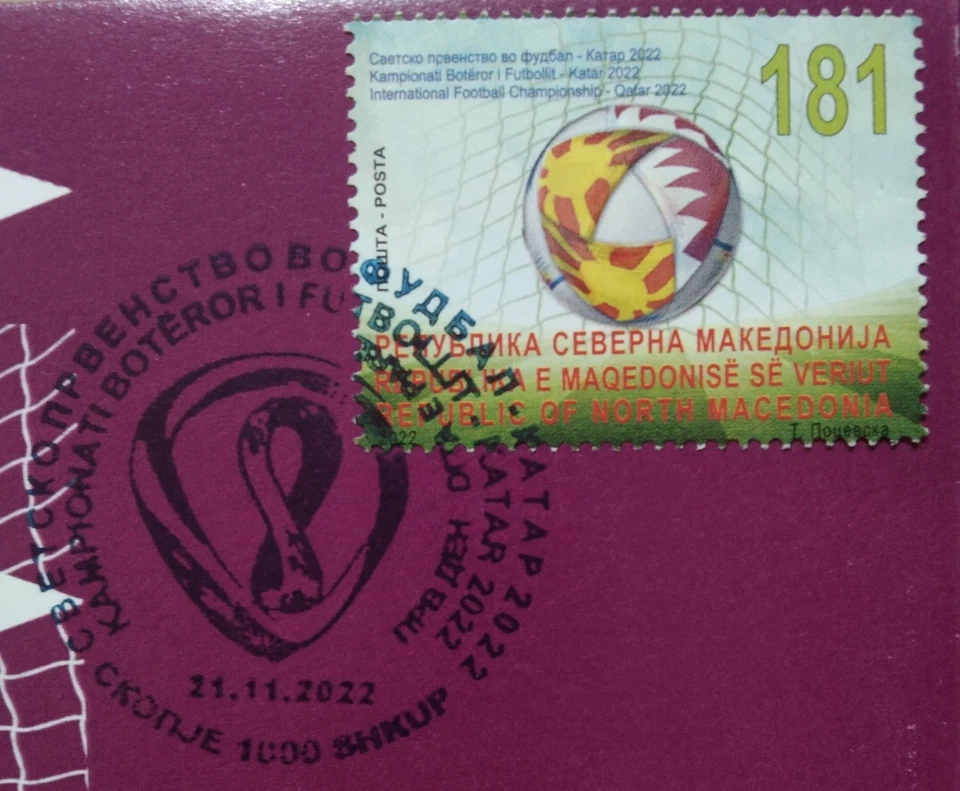 Светско првенство во фудбал - Катар 2022
Kampionati Botëror i Futbollit - Katar 2022
International Football Championship - Qatar 2022
181
ПОШТА - POSTA
РЕПУБЛИКА СЕВЕРНА МАКЕДОНИЈА
REPUBLIKA E MAQEDONISË SË VERIUT
REPUBLIC OF NORTH MACEDONIA
2022
Т. Поцевска
СВЕТСКО ПРВЕНСТВО ВО ФУДБАЛ - КАТАР 2022
KAMPIONATI BOTËROR I FUTBOLLIT - KATAR 2022
ПРВ ДЕН
21.11.2022
СКОПЈЕ 1000 SHKUP